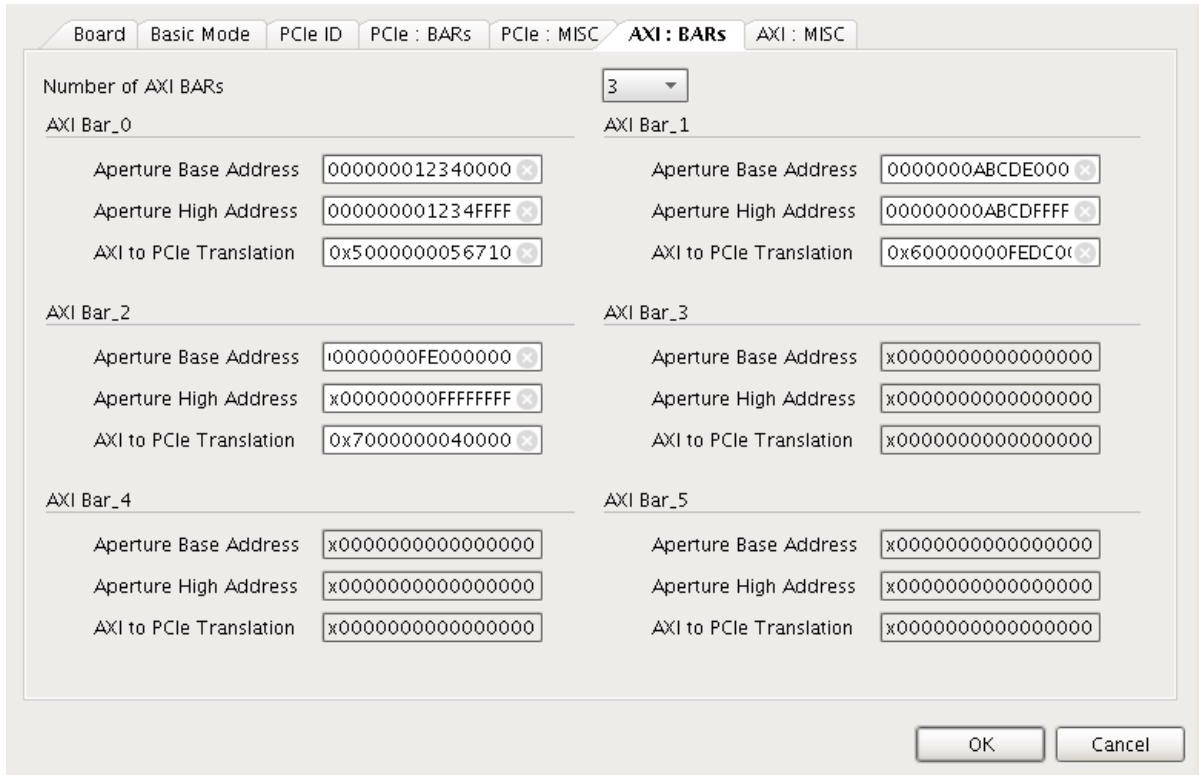 Board Basic Mode PCIe ID PCIe : BARs PCIe : MISC AXI : BARs AXI : MISC
Number of AXI BARs 3
AXI Bar_0 AXI Bar_1
Aperture Base Address 000000012340000 Aperture Base Address 0000000ABCDE000
Aperture High Address 000000001234FFFF Aperture High Address 00000000ABCDFFFF
AXI to PCIe Translation 0x5000000056710 AXI to PCIe Translation 0x60000000FEDC0
AXI Bar_2 AXI Bar_3
Aperture Base Address 0000000FE000000 Aperture Base Address x0000000000000000
Aperture High Address x00000000FFFFFFFF Aperture High Address x0000000000000000
AXI to PCIe Translation 0x7000000040000 AXI to PCIe Translation x0000000000000000
AXI Bar_4 AXI Bar_5
Aperture Base Address x0000000000000000 Aperture Base Address x0000000000000000
Aperture High Address x0000000000000000 Aperture High Address x0000000000000000
AXI to PCIe Translation x0000000000000000 AXI to PCIe Translation x0000000000000000
OK Cancel